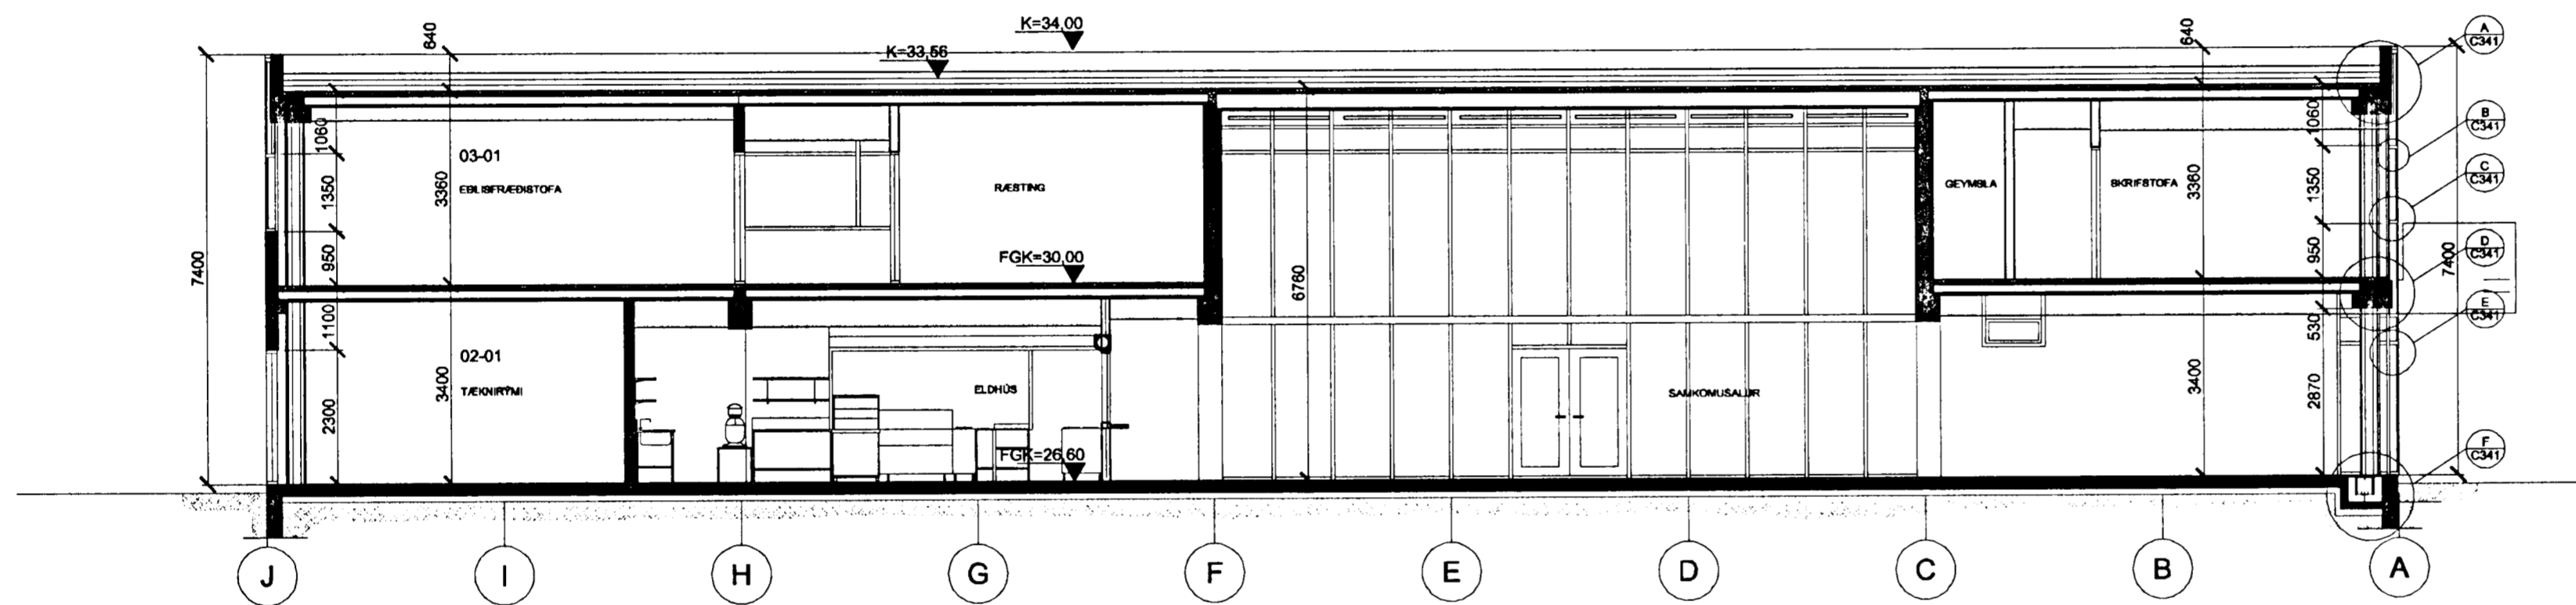 K=34,00
K=33,56
640
640
A
C341
B
C341
C
C341
D
C341
E
C341
F
C341
7400
1060
1350
950
1100
2300
3360
3400
03-01
EÐLISFRÆÐISTOFA
RÆSTING
FGK=30,00
02-01
TÆKNIRÝMI
ELDHÚS
FGK=26,60
6760
SAMKOMUSALUR
GEYMSLA
SKRIFSTOFA
3360
3400
1060
1350
950
530
2870
7400
J
I
H
G
F
E
D
C
B
A